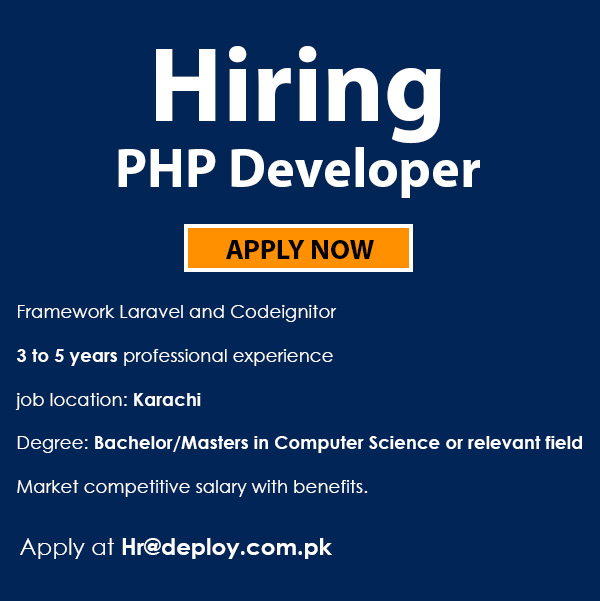 Hiring
PHP Developer
APPLY NOW
Framework Laravel and Codeignitor
3 to 5 years professional experience
job location: Karachi
Degree: Bachelor/Masters in Computer Science or relevant field
Market competitive salary with benefits.
Apply at Hr@deploy.com.pk